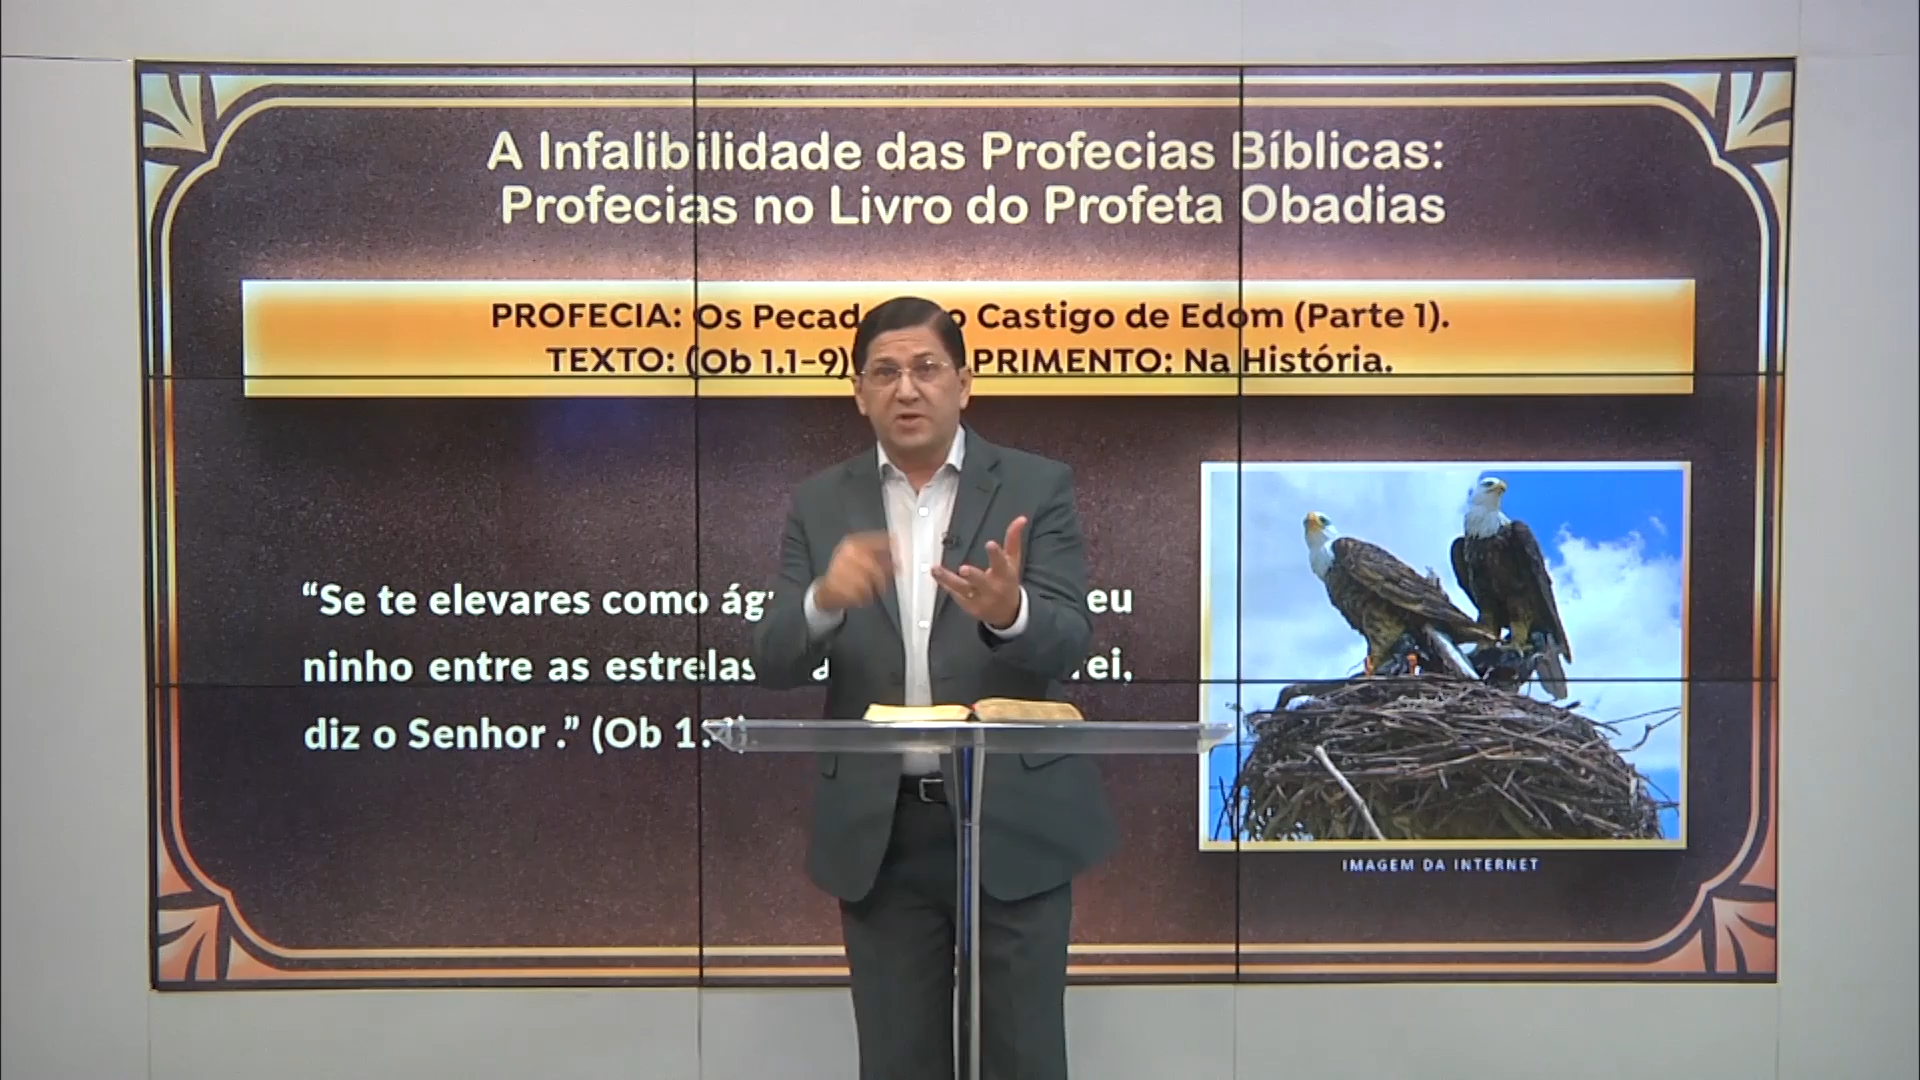 A Infalibilidade das Profecias Bíblicas:
Profecias no Livro do Profeta Obadias
PROFECIA: Os Pecad o Castigo de Edom (Parte 1).
TEXTO: (Ob 1.1-9) PRIMENTO: Na História.
“Se te elevares como ág eu
ninho entre as estrelas ei,
diz o Senhor .” (Ob 1.4)
IMAGEM DA INTERNET